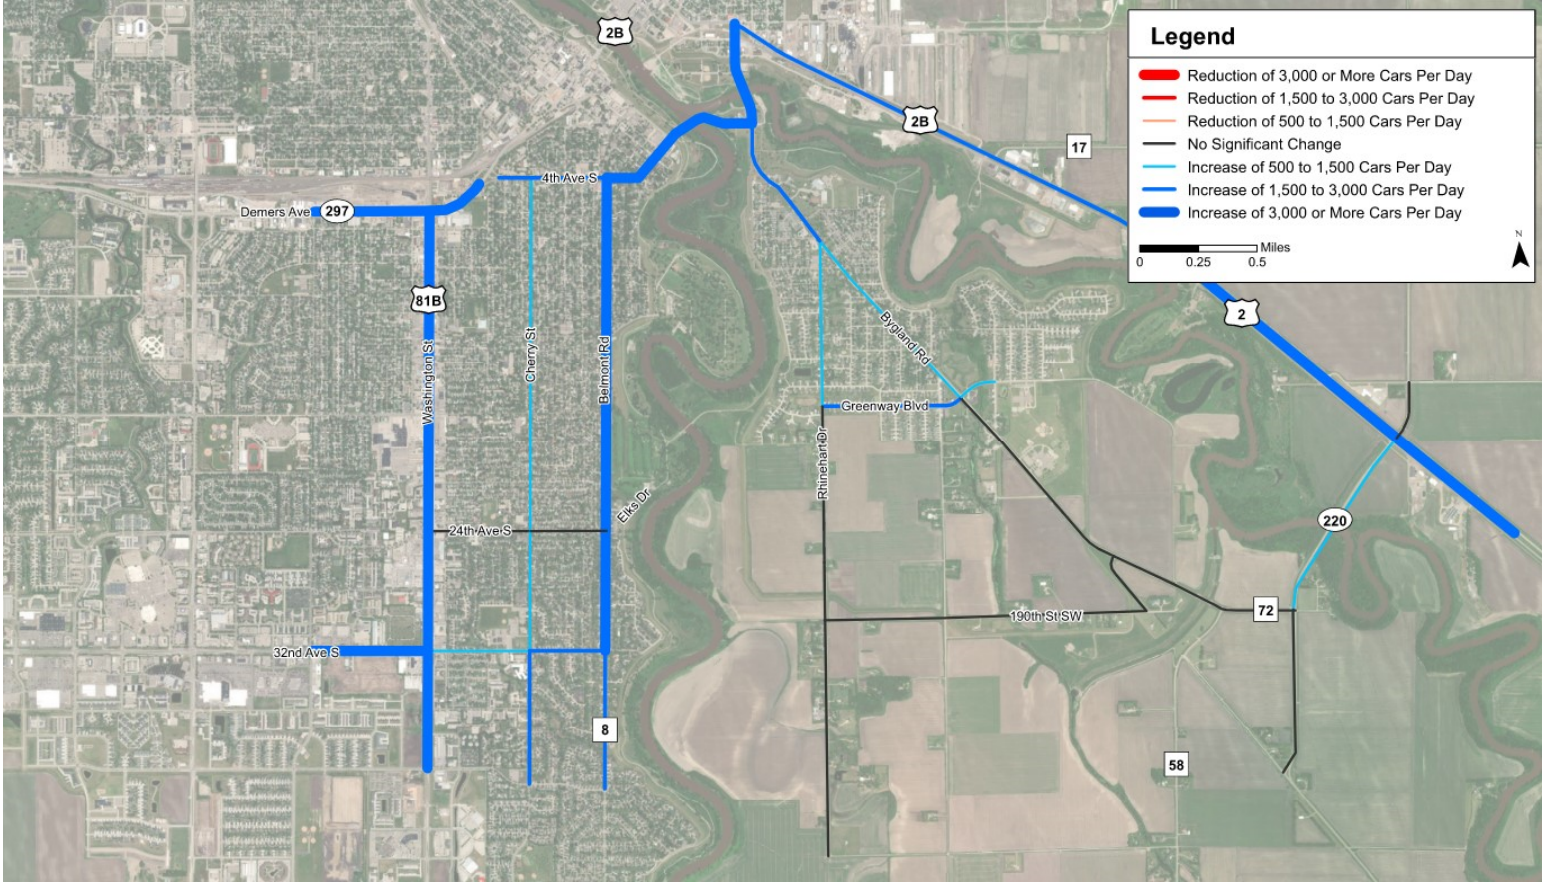 2B
Legend
Reduction of 3,000 or More Cars Per Day
Reduction of 1,500 to 3,000 Cars Per Day
Reduction of 500 to 1,500 Cars Per Day
No Significant Change
Increase of 500 to 1,500 Cars Per Day
Increase of 1,500 to 3,000 Cars Per Day
Increase of 3,000 or More Cars Per Day
Miles
0 0.25 0.5
N
2B
17
4th Ave S
Demers Ave 297
81B
2
Bygland Rd
Washington St
Cherry St
Belmont Rd
Greenway Blvd
Rhinehart Dr
Elks Dr
24th Ave S
220
72
190th St SW
32nd Ave S
8
58